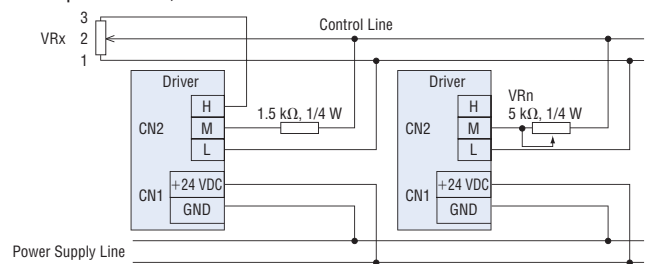 3
Control Line
VRx 2
1
Driver
H
1.5 kΩ, 1/4 W
CN2
M
L
+24 VDC
CN1
GND
Driver
VRn
H
5 kΩ, 1/4 W
CN2
M
L
+24 VDC
CN1
GND
Power Supply Line